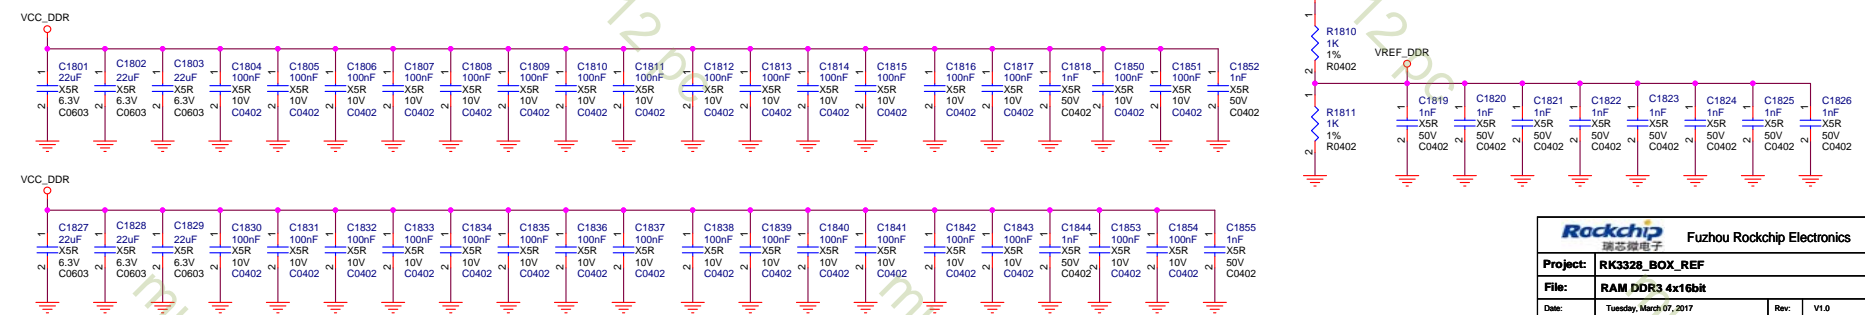 VCC_DDR
C1801
22uF
X5R
6.3V
C0603
C1802
22uF
X5R
6.3V
C0603
C1803
22uF
X5R
6.3V
C0603
C1804
100nF
X5R
10V
C0402
C1805
100nF
X5R
10V
C0402
C1806
100nF
X5R
10V
C0402
C1807
100nF
X5R
10V
C0402
C1808
100nF
X5R
10V
C0402
C1809
100nF
X5R
10V
C0402
C1810
100nF
X5R
10V
C0402
C1811
100nF
X5R
10V
C0402
C1812
100nF
X5R
10V
C0402
C1813
100nF
X5R
10V
C0402
C1814
100nF
X5R
10V
C0402
C1815
100nF
X5R
10V
C0402
C1816
100nF
X5R
10V
C0402
C1817
100nF
X5R
10V
C0402
C1818
1nF
X5R
50V
C0402
C1850
100nF
X5R
10V
C0402
C1851
100nF
X5R
10V
C0402
C1852
1nF
X5R
50V
C0402
R1810
1K
1%
R0402
VREF_DDR
R1811
1K
1%
R0402
C1819
1nF
X5R
50V
C0402
C1820
1nF
X5R
50V
C0402
C1821
1nF
X5R
50V
C0402
C1822
1nF
X5R
50V
C0402
C1823
1nF
X5R
50V
C0402
C1824
1nF
X5R
50V
C0402
C1825
1nF
X5R
50V
C0402
C1826
1nF
X5R
50V
C0402
VCC_DDR
C1827
22uF
X5R
6.3V
C0603
C1828
22uF
X5R
6.3V
C0603
C1829
22uF
X5R
6.3V
C0603
C1830
100nF
X5R
10V
C0402
C1831
100nF
X5R
10V
C0402
C1832
100nF
X5R
10V
C0402
C1833
100nF
X5R
10V
C0402
C1834
100nF
X5R
10V
C0402
C1835
100nF
X5R
10V
C0402
C1836
100nF
X5R
10V
C0402
C1837
100nF
X5R
10V
C0402
C1838
100nF
X5R
10V
C0402
C1839
100nF
X5R
10V
C0402
C1840
100nF
X5R
10V
C0402
C1841
100nF
X5R
10V
C0402
C1842
100nF
X5R
10V
C0402
C1843
100nF
X5R
10V
C0402
C1844
1nF
X5R
50V
C0402
C1853
100nF
X5R
10V
C0402
C1854
100nF
X5R
10V
C0402
C1855
1nF
X5R
50V
C0402
Rockchip
瑞芯微电子
Fuzhou Rockchip Electronics
Project: RK3328_BOX_REF
File: RAM DDR3 4x16bit
Date: Tuesday, March 07, 2017 Rev: V1.0